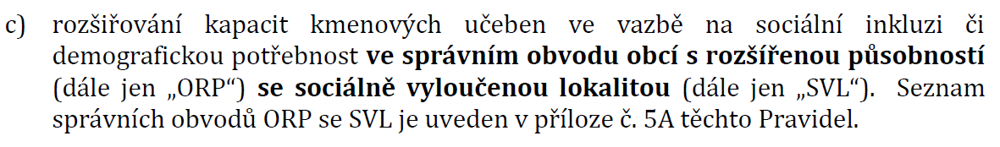 c) rozšiřování kapacit kmenových učeben ve vazbě na sociální inkluzi či
demografickou potřebnost ve správním obvodu obcí s rozšířenou působností
(dále jen „ORP“) se sociálně vyloučenou lokalitou (dále jen „SVL“). Seznam
správních obvodů ORP se SVL je uveden v příloze č. 5A těchto Pravidel.